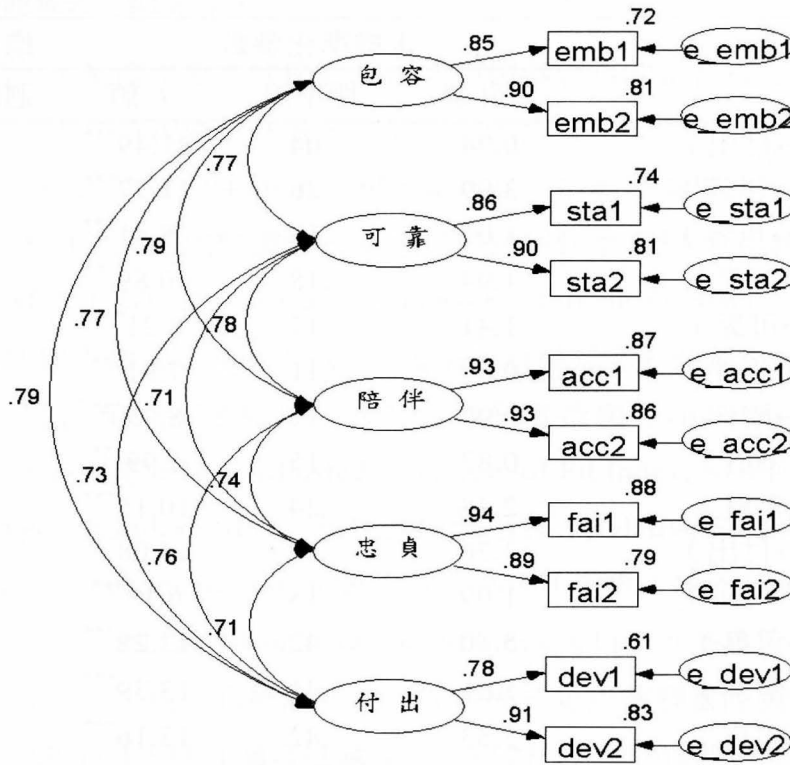 .72
.85 emb1 e_emb1
包容
.90 .81
emb2 e_emb2
.77
.74
.86 sta1 e_sta1
可靠
.90 .81
.79 sta2 e_sta2
.77 .78
.87
.93 acc1 e_acc1
.79 .71 陪伴
.93 .86
acc2 e_acc2
.73 .74
.88
.94 fai1 e_fai1
.76 忠貞
.89 .79
fai2 e_fai2
.71
.61
.78 dev1 e_dev1
付出
.91 .83
dev2 e_dev2